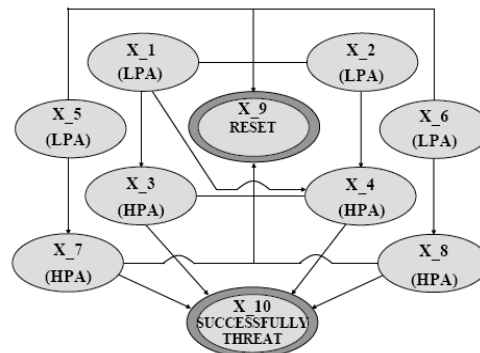 X_1
(LPA)
X_2
(LPA)
X_9
RESET
X_5
(LPA)
X_6
(LPA)
X_3
(HPA)
X_4
(HPA)
X_7
(HPA)
X_8
(HPA)
X_10
SUCCESSFULLY
THREAT